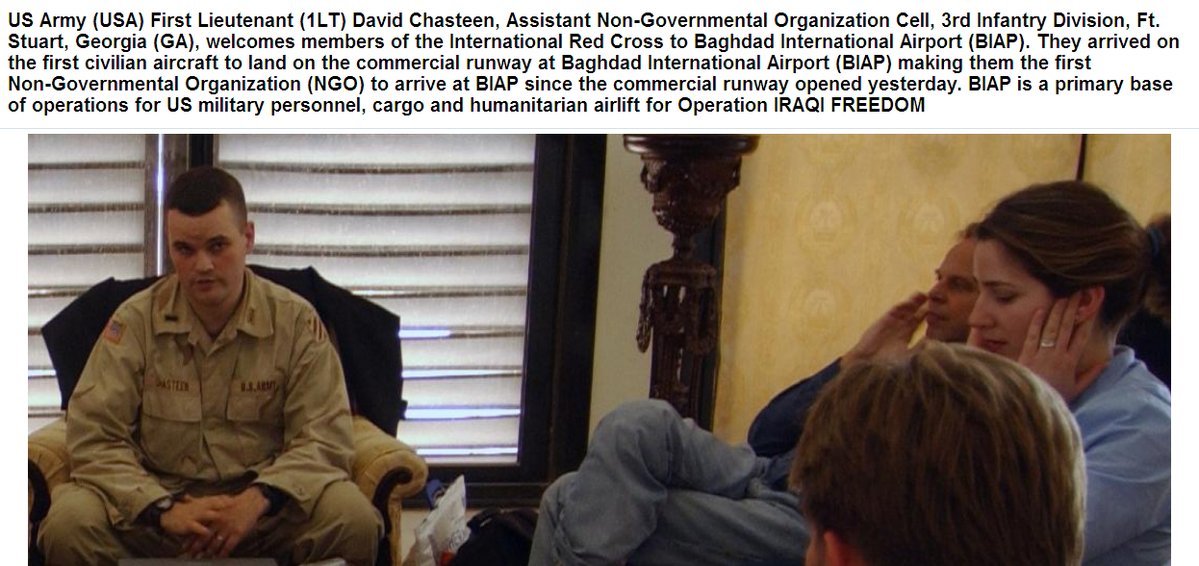 US Army (USA) First Lieutenant (1LT) David Chasteen, Assistant Non-Governmental Organization Cell, 3rd Infantry Division, Ft.
Stuart, Georgia (GA), welcomes members of the International Red Cross to Baghdad International Airport (BIAP). They arrived on
the first civilian aircraft to land on the commercial runway at Baghdad International Airport (BIAP) making them the first
Non-Governmental Organization (NGO) to arrive at BIAP since the commercial runway opened yesterday. BIAP is a primary base
of operations for US military personnel, cargo and humanitarian airlift for Operation IRAQI FREEDOM
CHASTEEN
U.S. ARMY